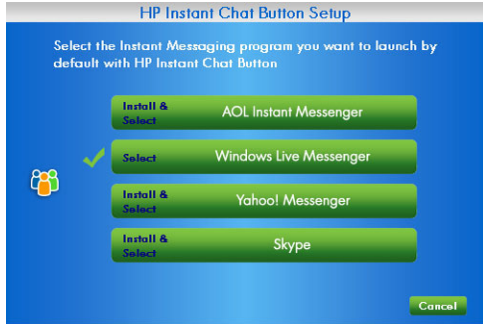 HP Instant Chat Button Setup
Select the Instant Messaging program you want to launch by
default with HP Instant Chat Button
Install &
Select
AOL Instant Messenger
Select
Windows Live Messenger
Install &
Select
Yahoo! Messenger
Install &
Select
Skype
Cancel